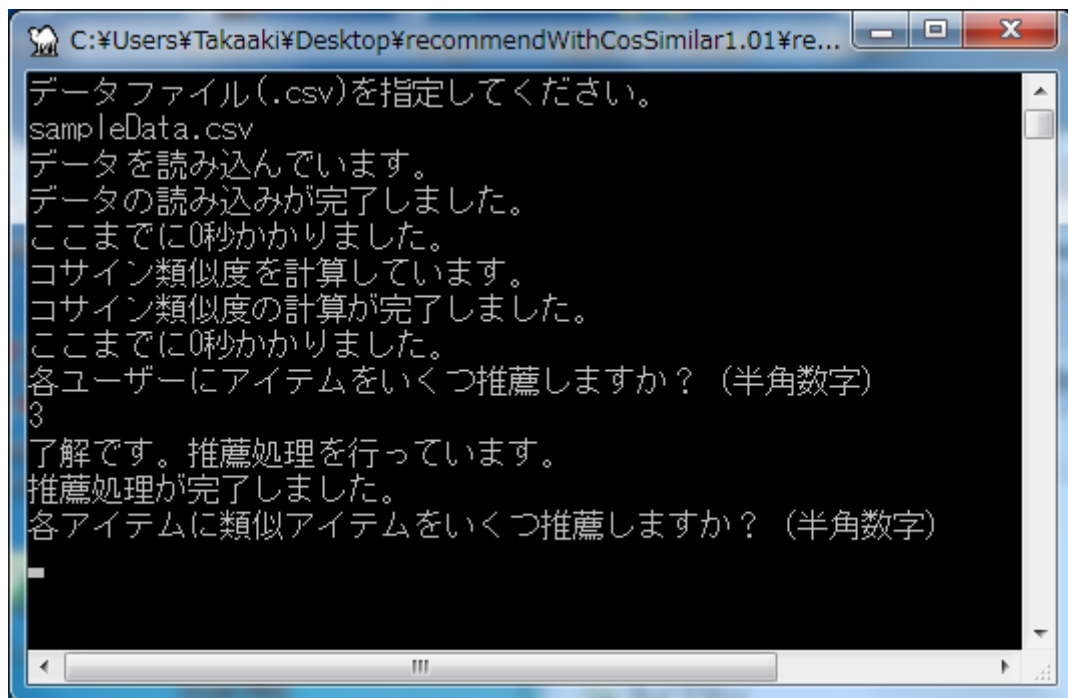 C:¥Users¥Takaaki¥Desktop¥recommendWithCosSimilar1.01¥re...
データファイル(.csv)を指定してください。
sampleData.csv
データを読み込んでいます。
データの読み込みが完了しました。
ここまでに0秒かかりました。
コサイン類似度を計算しています。
コサイン類似度の計算が完了しました。
ここまでに0秒かかりました。
各ユーザーにアイテムをいくつ推薦しますか？（半角数字）
3
了解です。推薦処理を行っています。
推薦処理が完了しました。
各アイテムに類似アイテムをいくつ推薦しますか？（半角数字）